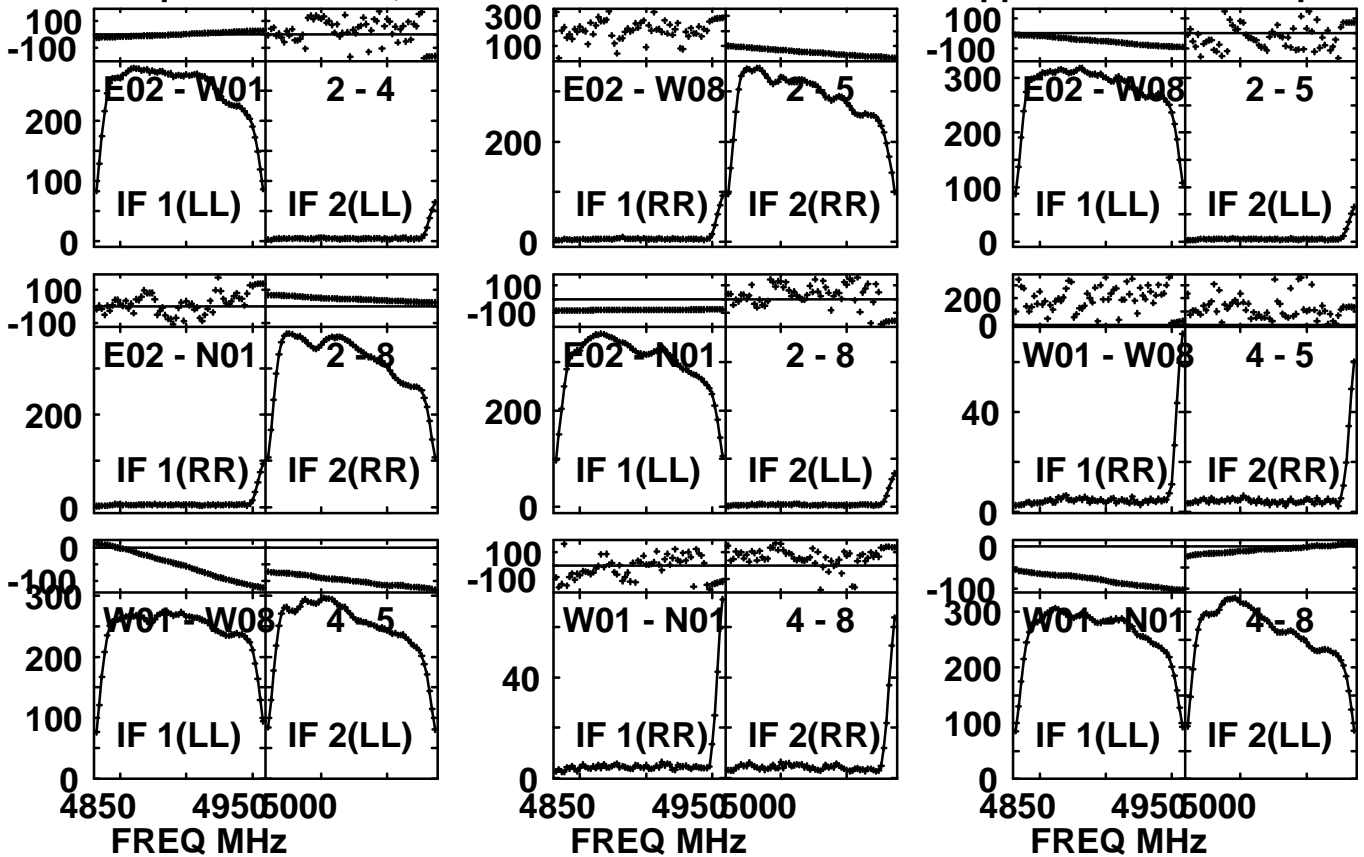 100
-100
E02 - W01 2 - 4
200
100
0
IF 1(LL) IF 2(LL)
300
100
E02 - W08 2 - 5
200
0
IF 1(RR) IF 2(RR)
100
-100
300
E02 - W08 2 - 5
200
100
0
IF 1(LL) IF 2(LL)
100
-100
E02 - N01 2 - 8
200
0
IF 1(RR) IF 2(RR)
100
-100
E02 - N01 2 - 8
200
0
IF 1(LL) IF 2(LL)
200
0
W01 - W08 4 - 5
40
0
IF 1(RR) IF 2(RR)
0
-100
300
W01 - W08 4 - 5
200
100
0
IF 1(LL) IF 2(LL)
4850 4950 5000
FREQ MHz
100
-100
W01 - N01 4 - 8
40
0
IF 1(RR) IF 2(RR)
4850 4950 5000
FREQ MHz
0
-100
300
W01 - N01 4 - 8
200
100
0
IF 1(LL) IF 2(LL)
4850 4950 5000
FREQ MHz